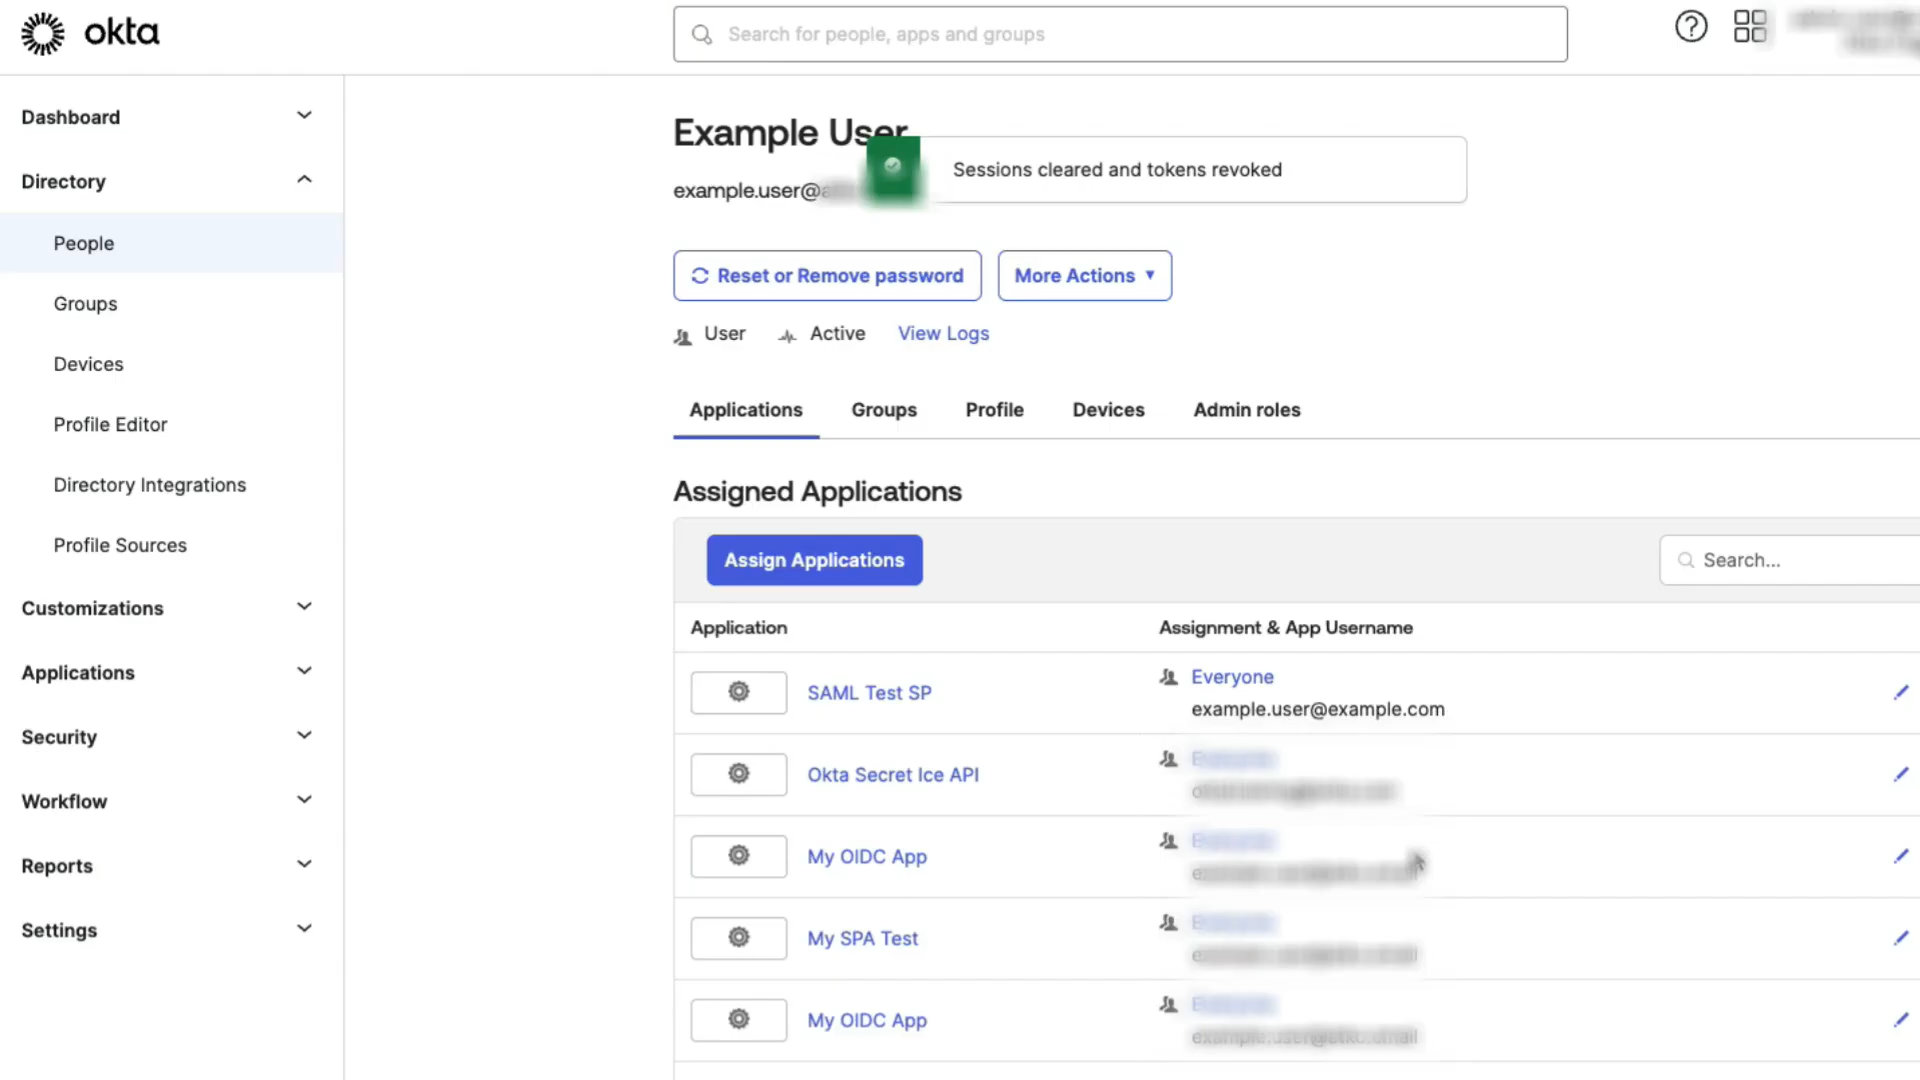 okta
Search for people, apps and groups
Dashboard
Directory
People
Groups
Devices
Profile Editor
Directory Integrations
Profile Sources
Customizations
Applications
Security
Workflow
Reports
Settings
Example User
Sessions cleared and tokens revoked
example.user@
Reset or Remove password
More Actions
User
Active
View Logs
Applications
Groups
Profile
Devices
Admin roles
Assigned Applications
Assign Applications
Search...
Application
Assignment & App Username
SAML Test SP
Everyone
example.user@example.com
Okta Secret Ice API
My OIDC App
My SPA Test
My OIDC App